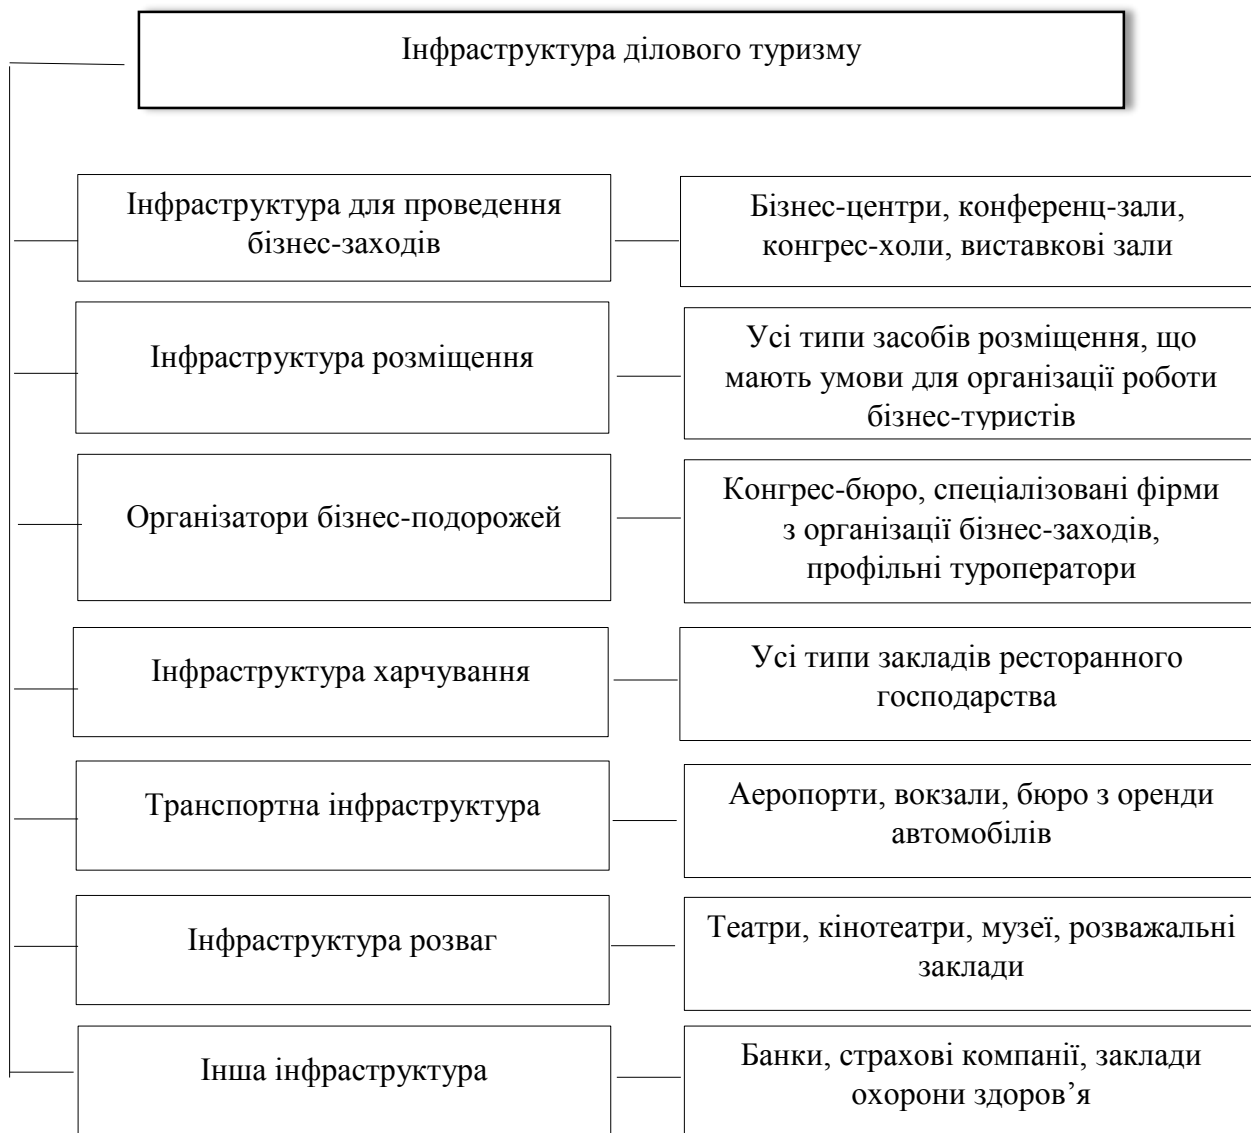 Інфраструктура ділового туризму
Інфраструктура для проведення
бізнес-заходів
Бізнес-центри, конференц-зали,
конгрес-холи, виставкові зали
Інфраструктура розміщення
Усі типи засобів розміщення, що
мають умови для організації роботи
бізнес-туристів
Організатори бізнес-подорожей
Конгрес-бюро, спеціалізовані фірми
з організації бізнес-заходів,
профільні туроператори
Інфраструктура харчування
Усі типи закладів ресторанного
господарства
Транспортна інфраструктура
Аеропорти, вокзали, бюро з оренди
автомобілів
Інфраструктура розваг
Театри, кінотеатри, музеї, розважальні
заклади
Інша інфраструктура
Банки, страхові компанії, заклади
охорони здоров’я